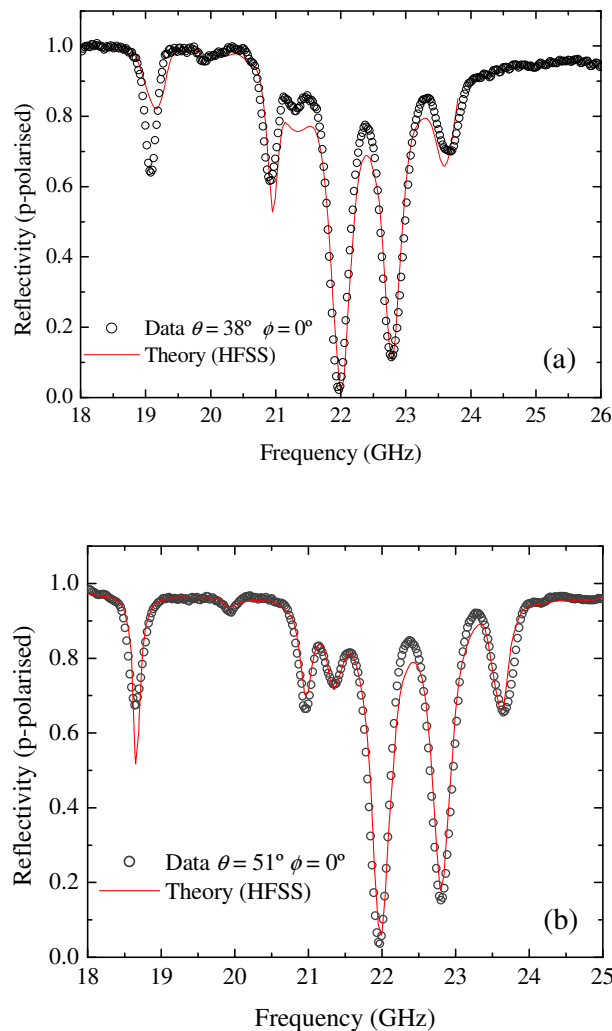 Reflectivity (p-polarised)
1.0
0.8
0.6
0.4
0.2
0.0
Data θ = 38º ϕ = 0º
Theory (HFSS)
(a)
18 19 20 21 22 23 24 25 26
Frequency (GHz)
Reflectivity (p-polarised)
1.0
0.8
0.6
0.4
0.2
0.0
Data θ = 51º ϕ = 0º
Theory (HFSS)
(b)
18 19 20 21 22 23 24 25
Frequency (GHz)